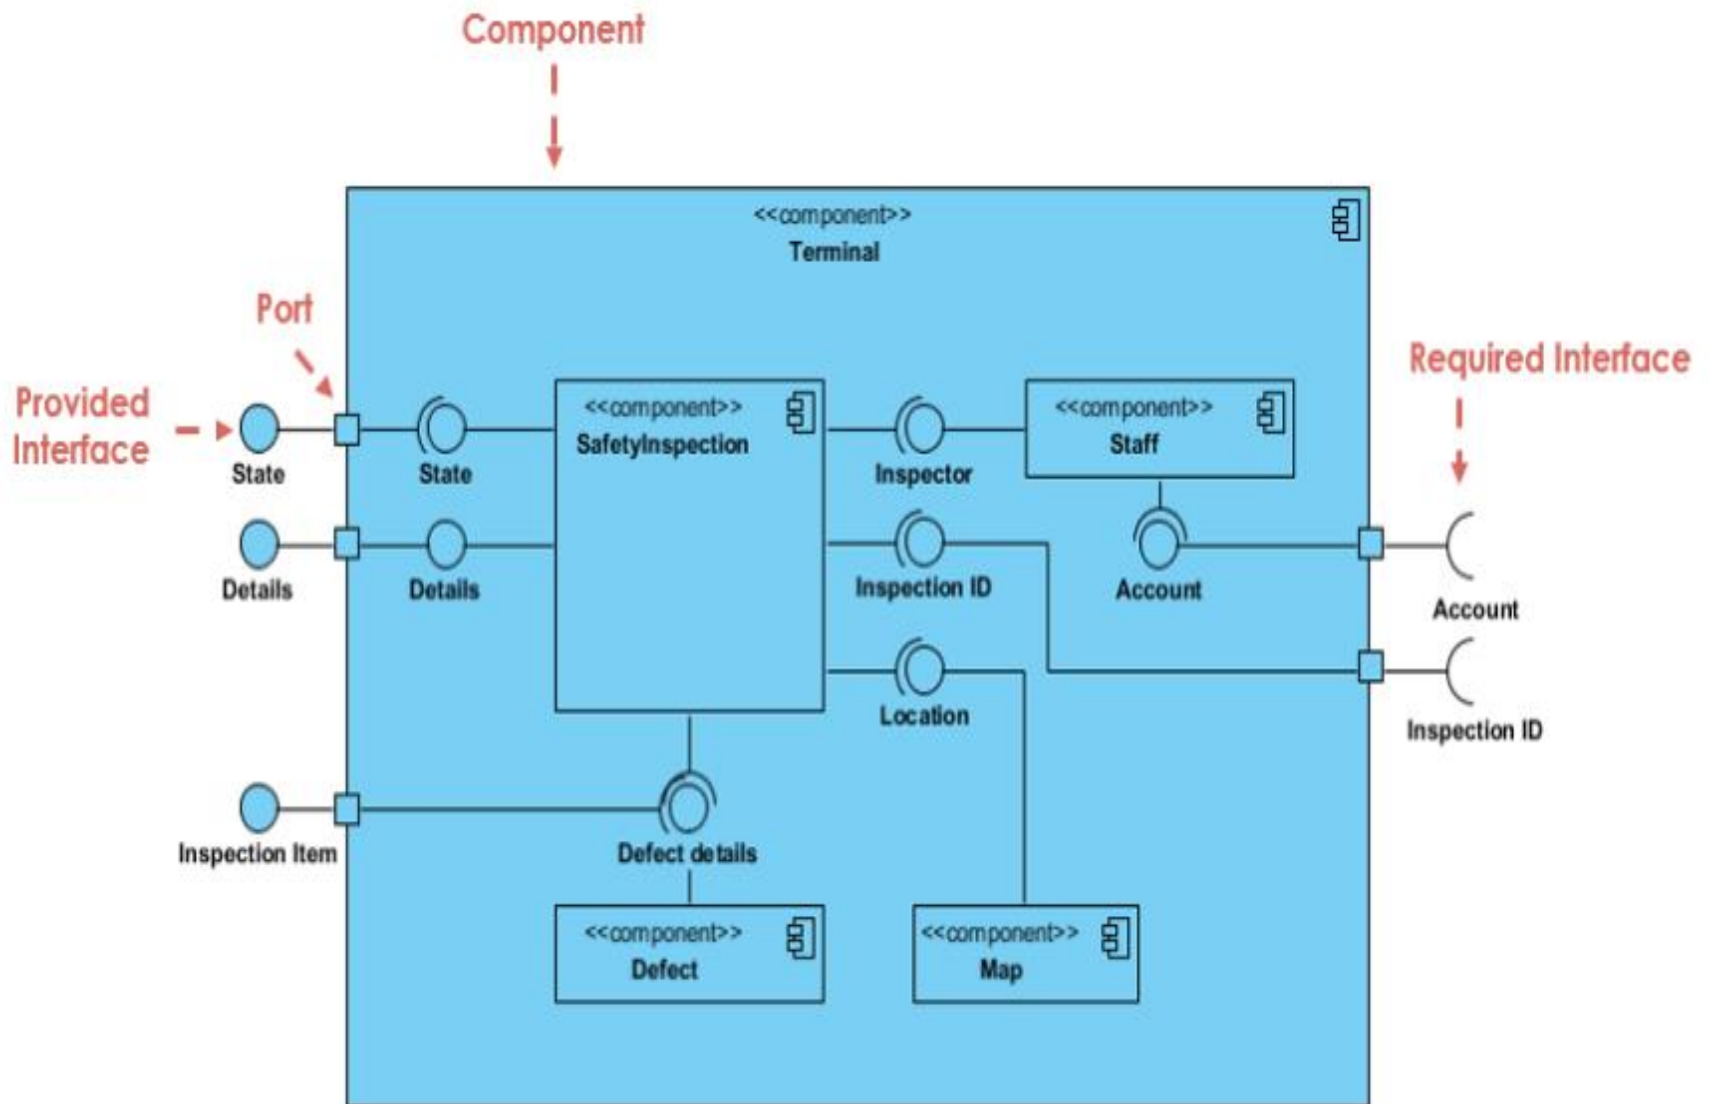 Component
<<component>>
Terminal
Port
Required Interface
Provided
Interface
<<component>>
SafetyInspection
<<component>>
Staff
State
State
Inspector
Details
Details
Inspection ID
Account
Account
Location
Inspection ID
Inspection Item
Defect details
<<component>>
Defect
<<component>>
Map